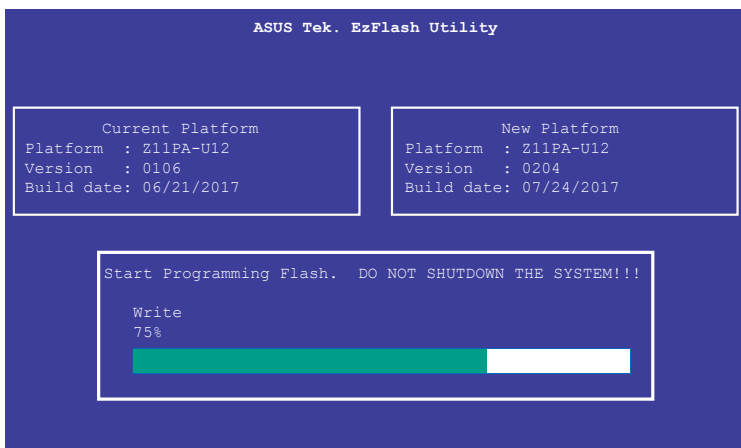 ASUS Tek. EzFlash Utility
Current Platform
Platform : Z11PA-U12
Version : 0106
Build date: 06/21/2017
New Platform
Platform : Z11PA-U12
Version : 0204
Build date: 07/24/2017
Start Programming Flash. DO NOT SHUTDOWN THE SYSTEM!!!
Write
75%